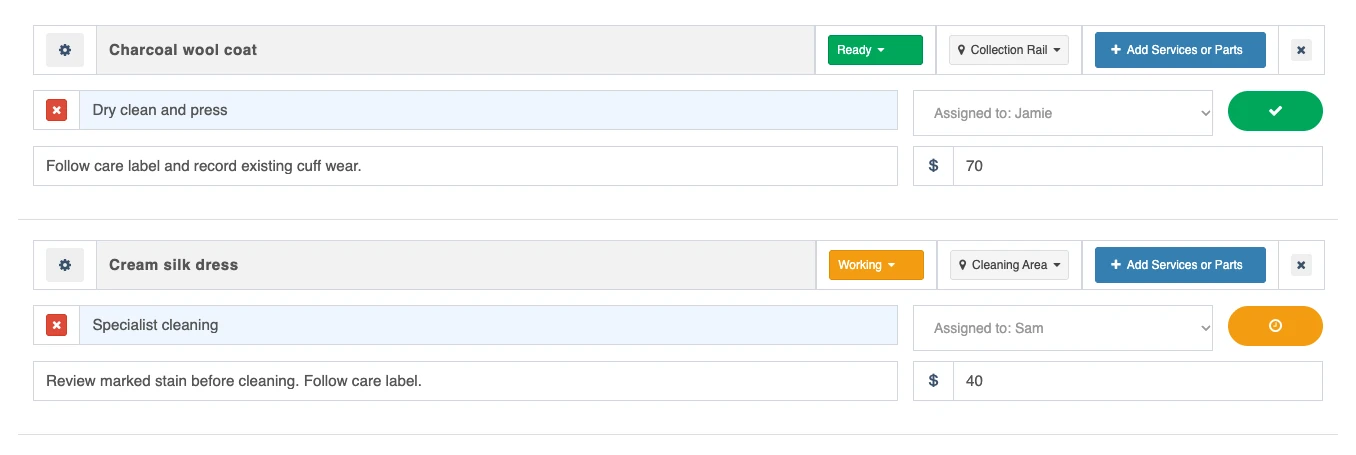 Charcoal wool coat
Ready
Collection Rail
Add Services or Parts
Dry clean and press
Assigned to: Jamie
Follow care label and record existing cuff wear.
$ 70
Cream silk dress
Working
Cleaning Area
Add Services or Parts
Specialist cleaning
Assigned to: Sam
Review marked stain before cleaning. Follow care label.
$ 40